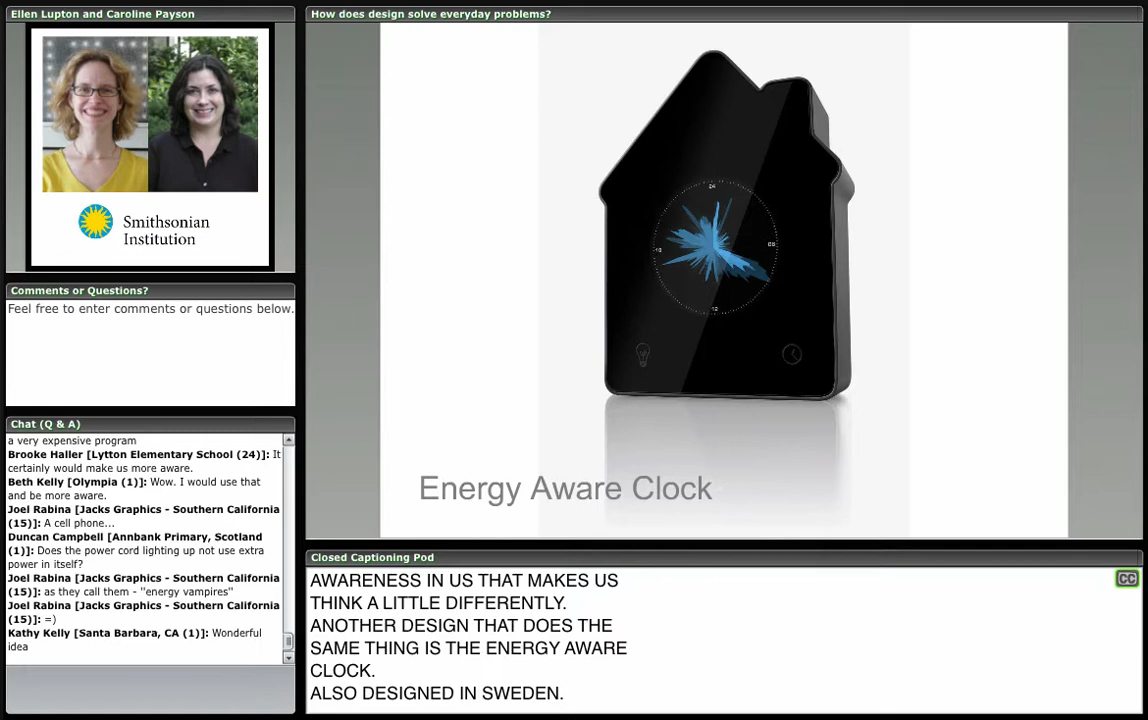 Ellen Lupton and Caroline Payson
Smithsonian
Institution
Comments or Questions?
Feel free to enter comments or questions below.
Chat (Q & A)
a very expensive program
Brooke Haller [Lytton Elementary School (24)]: It
certainly would make us more aware.
Beth Kelly [Olympia (1)]: Wow. I would use that
and be more aware.
Joel Rabina [Jacks Graphics - Southern California
(15)]: A cell phone...
Duncan Campbell [Annbank Primary, Scotland
(1)]: Does the power cord lighting up not use extra
power in itself?
Joel Rabina [Jacks Graphics - Southern California
(15)]: as they call them - "energy vampires"
Joel Rabina [Jacks Graphics - Southern California
(15)]: =)
Kathy Kelly [Santa Barbara, CA (1)]: Wonderful
idea
How does design solve everyday problems?
24
12
Energy Aware Clock
Closed Captioning Pod
CC
AWARENESS IN US THAT MAKES US
THINK A LITTLE DIFFERENTLY.
ANOTHER DESIGN THAT DOES THE
SAME THING IS THE ENERGY AWARE
CLOCK.
ALSO DESIGNED IN SWEDEN.